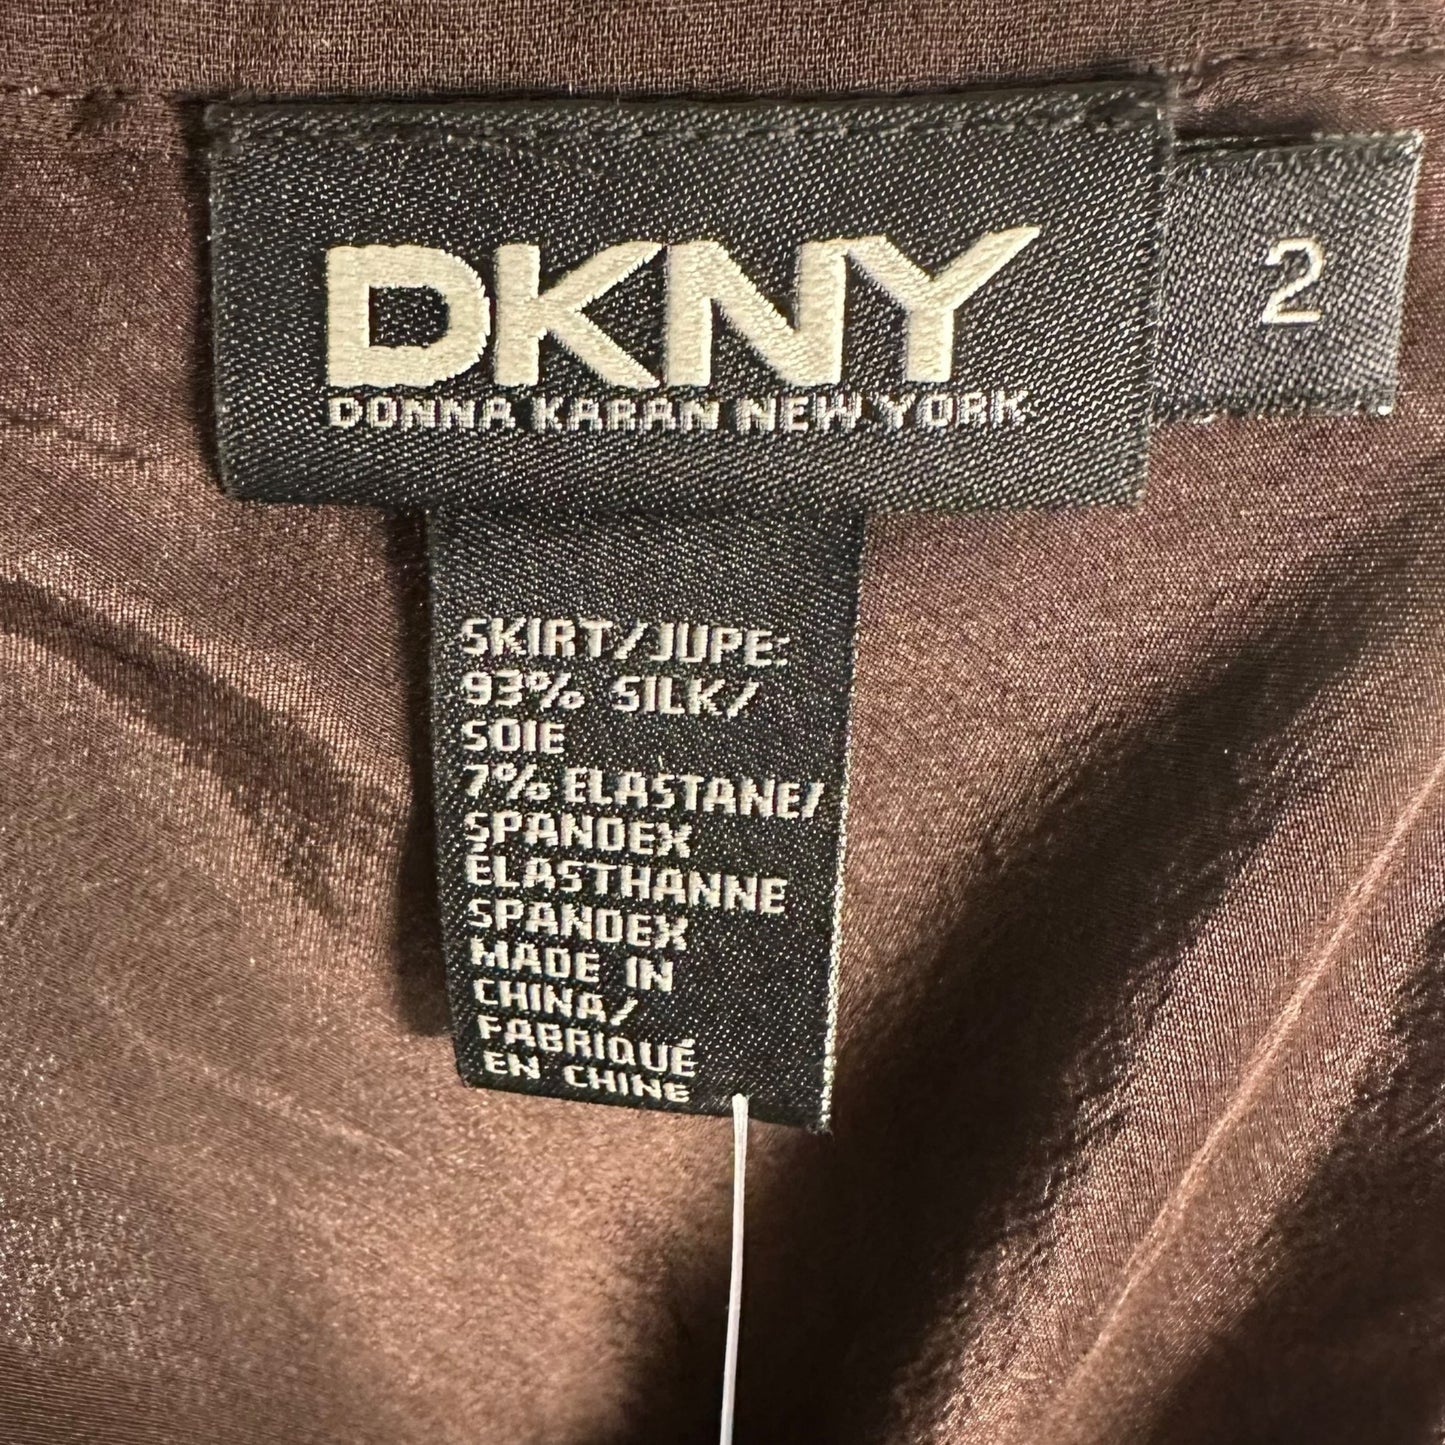 DKNY
DONNA KARAN NEW YORK
2
SKIRT/JUPE:
93% SILK/
SOIE
7% ELASTANE/
SPANDEX
ÉLASTHANNE
SPANDEX
MADE IN
CHINA/
FABRIQUÉ
EN CHINE